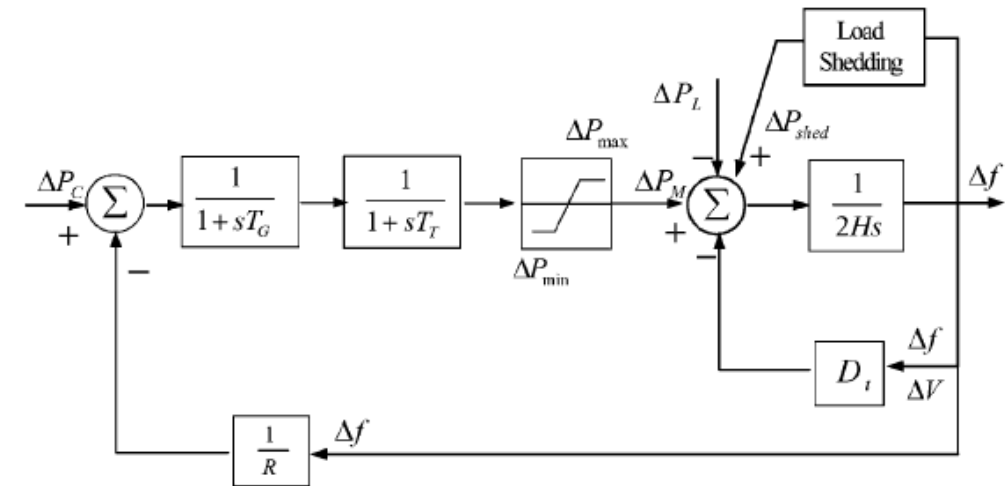 Load
Shedding
ΔP_L
ΔP_shed
ΔP_max
ΔP_C
Σ
1
1+sT_G
1
1+sT_T
ΔP_M
Σ
1
2Hs
Δf
+
−
+
−
+
−
ΔP_min
D_t
Δf
ΔV
1
R
Δf